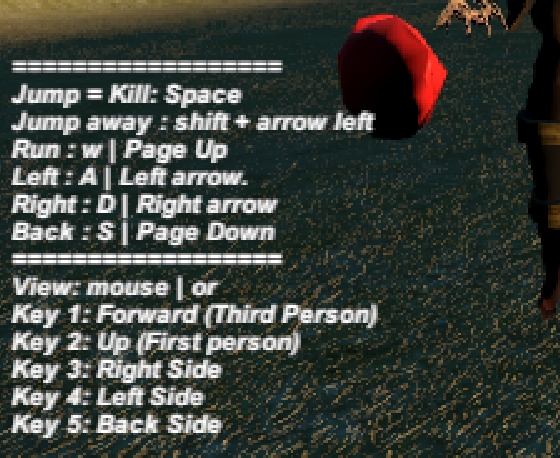 ==================
Jump = Kill: Space
Jump away : shift + arrow left
Run : w | Page Up
Left : A | Left arrow.
Right : D | Right arrow
Back : S | Page Down
==================
View: mouse | or
Key 1: Forward (Third Person)
Key 2: Up (First person)
Key 3: Right Side
Key 4: Left Side
Key 5: Back Side